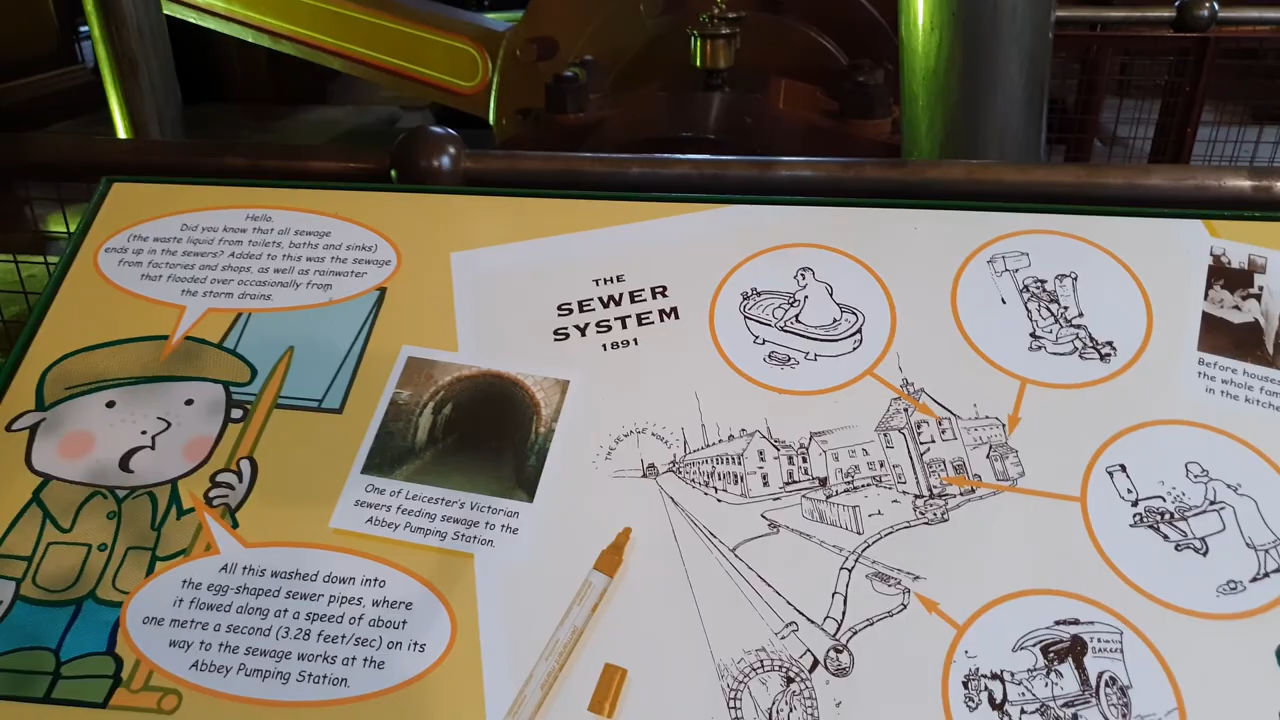 Hello.
Did you know that all sewage
(the waste liquid from toilets, baths and sinks)
ends up in the sewers? Added to this was the sewage
from factories and shops, as well as rainwater
that flooded over occasionally from
the storm drains.
THE
SEWER
SYSTEM
1891
One of Leicester's Victorian
sewers feeding sewage to the
Abbey Pumping Station.
THE SEWAGE WORKS
Before houses
the whole fam
in the kitche
All this washed down into
the egg-shaped sewer pipes, where
it flowed along at a speed of about
one metre a second (3.28 feet/sec) on its
way to the sewage works at the
Abbey Pumping Station.